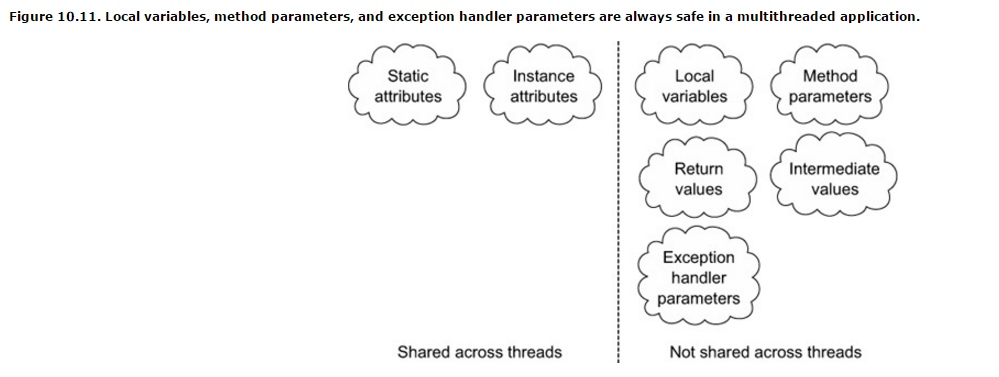 Figure 10.11. Local variables, method parameters, and exception handler parameters are always safe in a multithreaded application.
Static
attributes
Instance
attributes
Local
variables
Method
parameters
Return
values
Intermediate
values
Exception
handler
parameters
Shared across threads
Not shared across threads